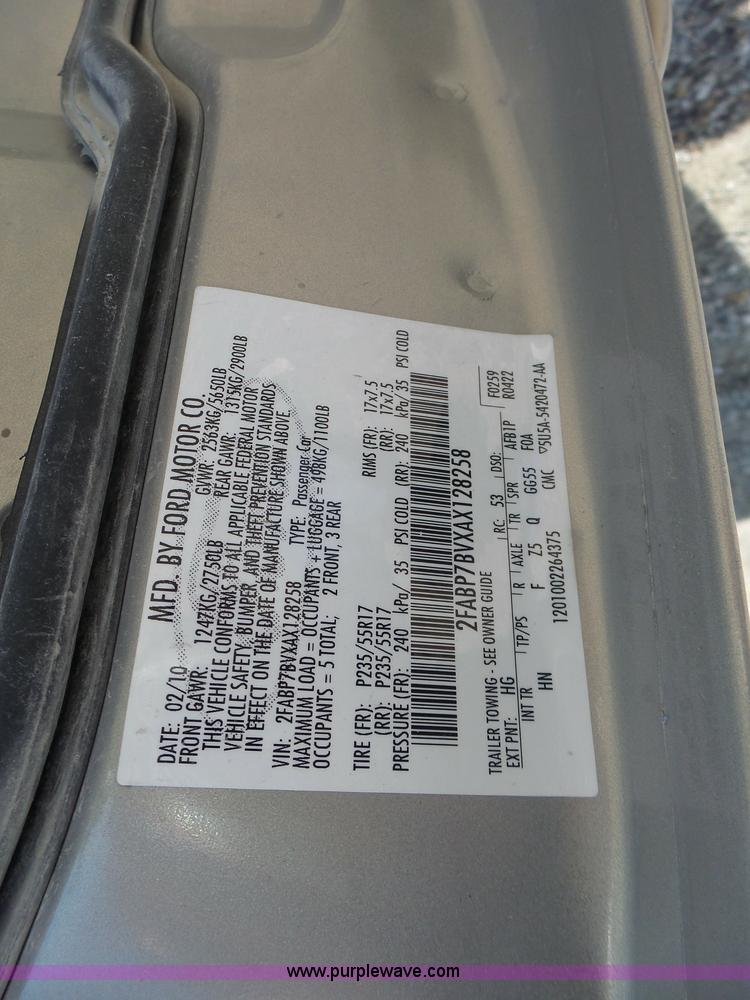 MFD. BY FORD MOTOR CO.
DATE: 02/10 GVWR: 2563KG/5650LB
FRONT GAWR: 1247KG/2750LB REAR GAWR: 1315KG/2900LB
THIS VEHICLE CONFORMS TO ALL APPLICABLE FEDERAL MOTOR
VEHICLE SAFETY, BUMPER, AND THEFT PREVENTION STANDARDS
IN EFFECT ON THE DATE OF MANUFACTURE SHOWN ABOVE
VIN: 2FABP7BVXAX128258 TYPE: Passenger Car
MAXIMUM LOAD = OCCUPANTS + LUGGAGE = 498KG/1100LB
OCCUPANTS = 5 TOTAL: 2 FRONT, 3 REAR
TIRE (FR): P235/55R17 RIMS (FR): 17x7.5
(RR): P235/55R17 (RR): 17x7.5
PRESSURE (FR): 240 kPa/ 35 PSI COLD (RR): 240 kPa/ 35 PSI COLD
2FABP7BVXAX128258
TRAILER TOWING - SEE OWNER GUIDE F0259
EXT PNT: HG RC: 53 DSO: R0422
INT TR TP/PS R AXLE TR SPR AFB1P
HN F Z5 Q GG55 FOA
1201002264375 CMC ▽5U5A-5420472-AA
www.purplewave.com